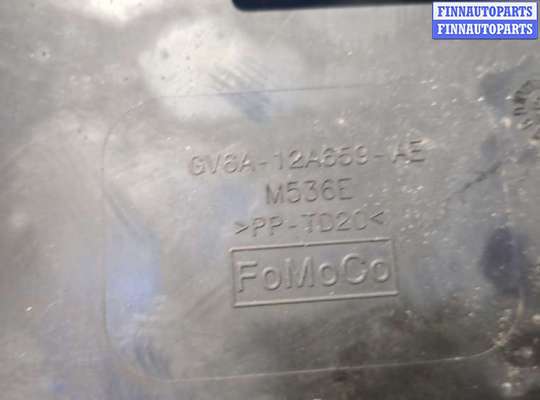 FINNAUTOPARTS
FINNAUTOPARTS
GV6A-12A659-AE
M536E
>PP-TD20<
FoMoCo